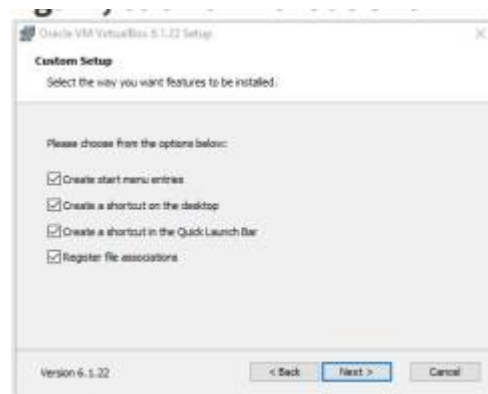 Oracle VM VirtualBox 6.1.22 Setup
Custom Setup
Select the way you want features to be installed.
Please choose from the options below:
Create start menu entries
Create a shortcut on the desktop
Create a shortcut in the Quick Launch Bar
Register file associations
Version 6.1.22
< Back Next > Cancel